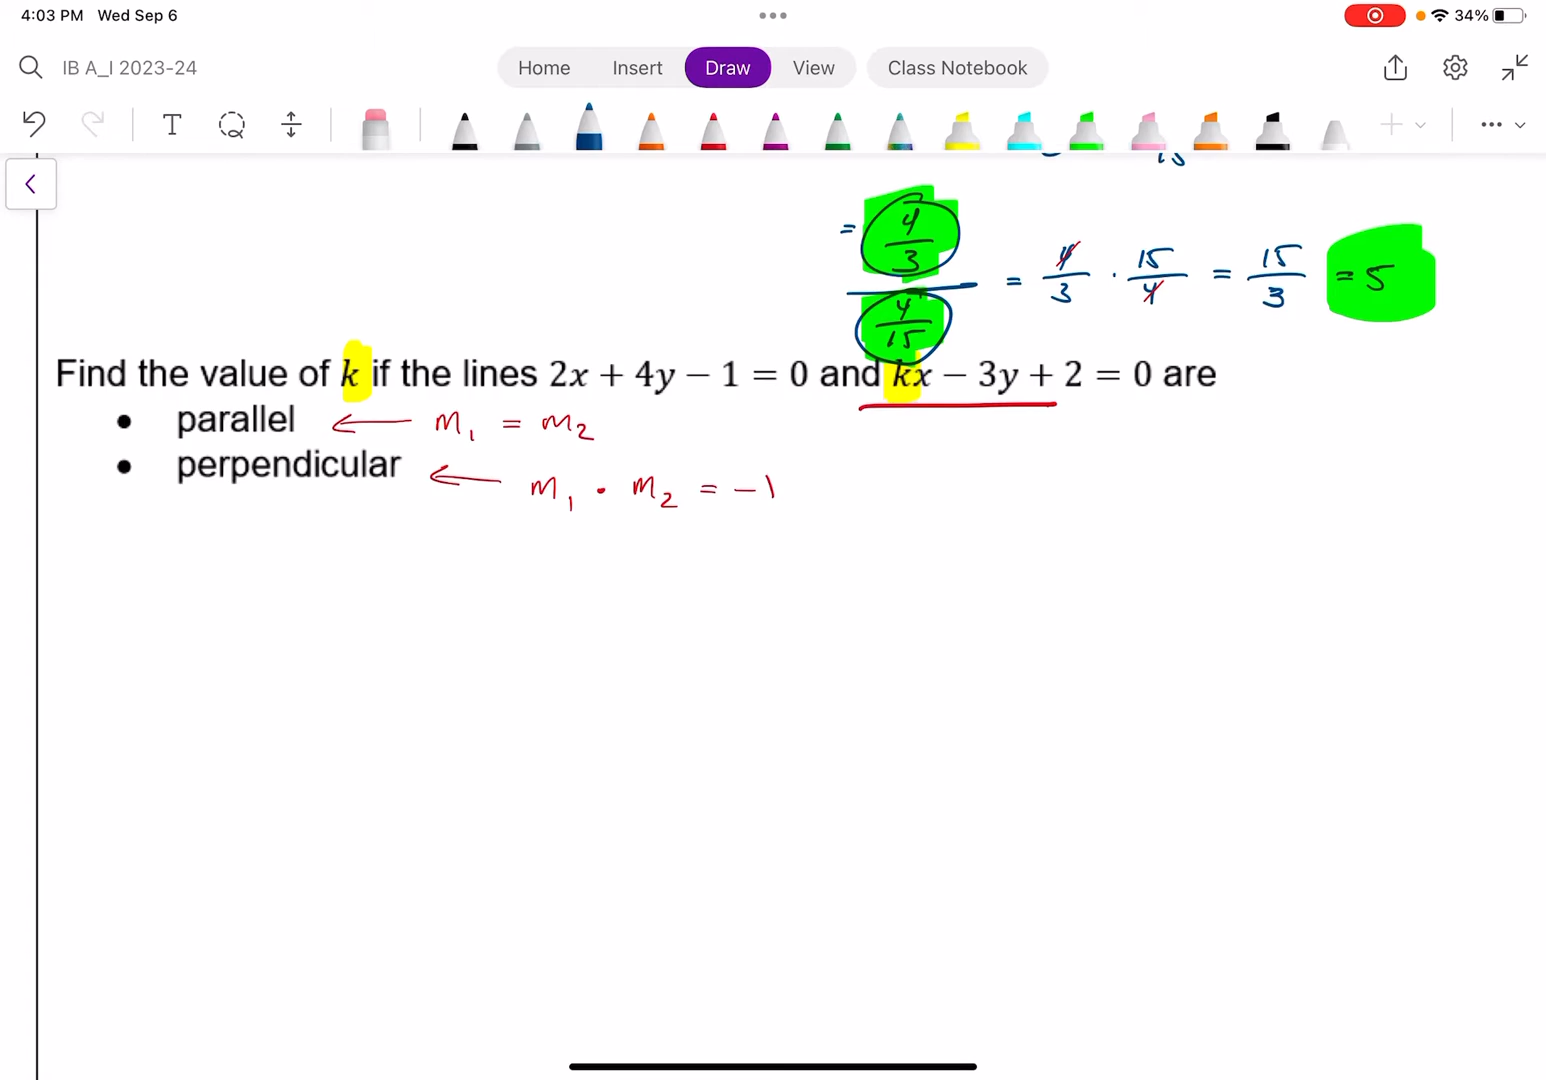 4:03 PM Wed Sep 6
34%
IB A_I 2023-24
Home Insert Draw View Class Notebook
T
15
= 4/3 / 4/15 = 4/3 · 15/4 = 15/3 = 5
Find the value of k if the lines 2x + 4y − 1 = 0 and kx − 3y + 2 = 0 are
• parallel ← m₁ = m₂
• perpendicular ← m₁ · m₂ = −1